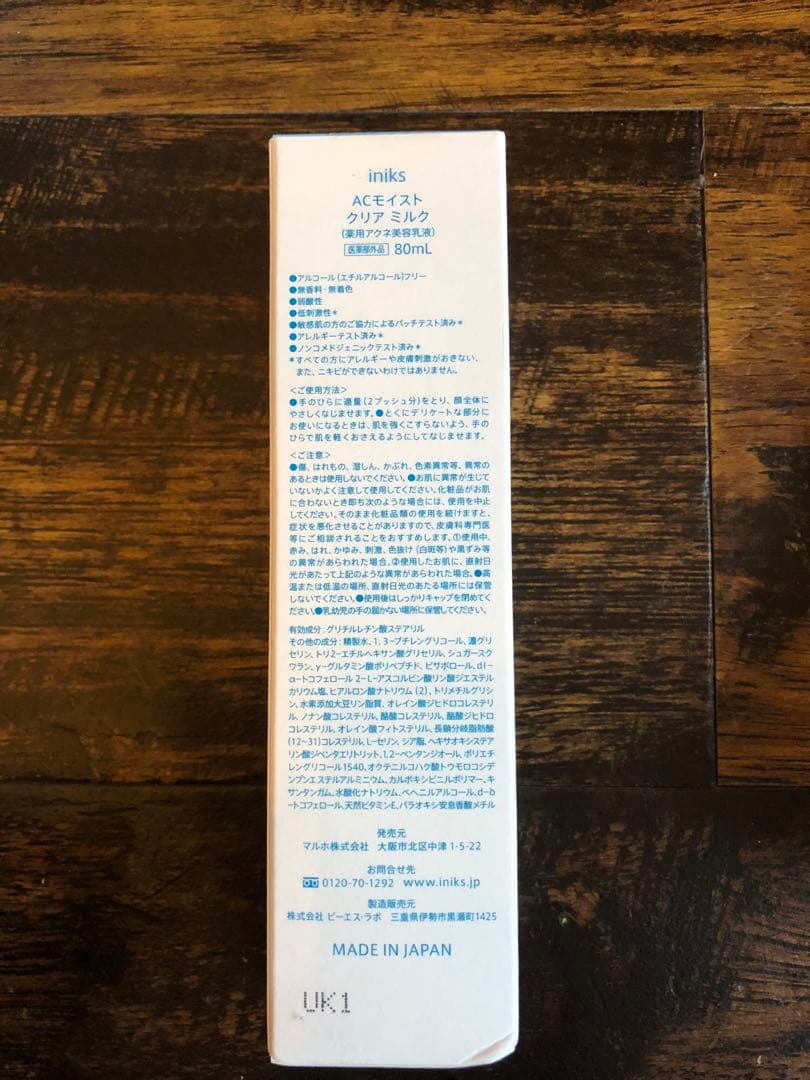 iniks
ACモイスト
クリア ミルク
(薬用アクネ美容乳液)
医薬部外品 80mL
●アルコール(エチルアルコール)フリー
●無香料・無着色
●弱酸性
●低刺激性*
●敏感肌の方のご協力によるパッチテスト済み*
●アレルギーテスト済み*
●ノンコメドジェニックテスト済み*
*すべての方にアレルギーや皮膚刺激がおきない、
また、ニキビができないわけではありません。
<ご使用方法>
●手のひらに適量(2プッシュ分)をとり、顔全体に
やさしくなじませます。●とくにデリケートな部分に
お使いになるときは、肌を強くこすらないよう、手の
ひらで肌を軽くおさえるようにしてなじませます。
<ご注意>
●傷、はれもの、湿しん、かぶれ、色素異常等、異常の
あるときは使用しないでください。●お肌に異常が生じて
いないかよく注意して使用してください。化粧品がお肌
に合わないとき即ち次のような場合には、使用を中止
してください。そのまま化粧品類の使用を続けますと、
症状を悪化させることがありますので、皮膚科専門医
等にご相談されることをおすすめします。①使用中、
赤み、はれ、かゆみ、刺激、色抜け(白斑等)や黒ずみ等
の異常があらわれた場合。②使用したお肌に、直射日
光があたって上記のような異常があらわれた場合。●高
温または低温の場所、直射日光のあたる場所には保管
しないでください。●使用後はしっかりキャップを閉めてく
ださい。●乳幼児の手の届かない場所に保管してください。
有効成分:グリチルレチン酸ステアリル
その他の成分:精製水、1,3-ブチレングリコール、濃グリ
セリン、トリ2-エチルヘキサン酸グリセリル、シュガースク
ワラン、γ-グルタミン酸ポリペプチド、ビサボロール、dl-
α-トコフェロール 2-L-アスコルビン酸リン酸ジエステル
カリウム塩、ヒアルロン酸ナトリウム(2)、トリメチルグリシ
ン、水素添加大豆リン脂質、オレイン酸ジヒドロコレステリ
ル、ノナン酸コレステリル、酪酸コレステリル、酪酸ジヒドロ
コレステリル、オレイン酸フィトステリル、長鎖分岐脂肪酸
(12~31)コレステリル、L-セリン、シア脂、ヘキサオキシステア
リン酸ジペンタエリトリット、1,2-ペンタンジオール、ポリエチ
レングリコール1540、オクテニルコハク酸トウモロコシデ
ンプンエステルアルミニウム、カルボキシビニルポリマー、キ
サンタンガム、水酸化ナトリウム、ベヘニルアルコール、d-δ
-トコフェロール、天然ビタミンE、パラオキシ安息香酸メチル
発売元
マルホ株式会社 大阪市北区中津1-5-22
お問合せ先
0120-70-1292 www.iniks.jp
製造販売元
株式会社 ピーエス・ラボ 三重県伊勢市黒瀬町1425
MADE IN JAPAN
UK1